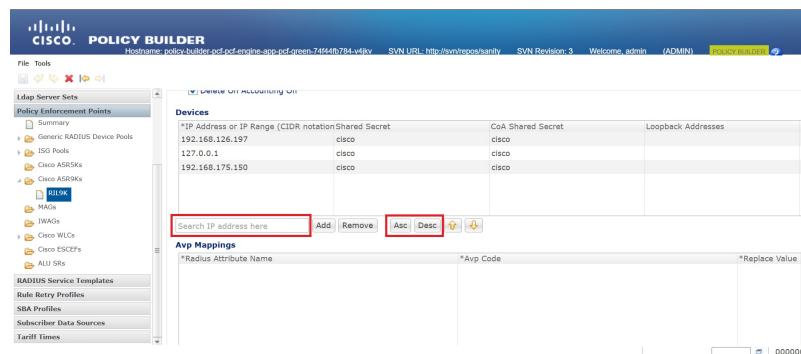 CISCO. POLICY BUILDER
Hostname: policy-builder-pcf-pcf-engine-app-pcf-green-74f44fb784-v4jkv SVN URL: http://svn/repos/sanity SVN Revision: 3 Welcome, admin (ADMIN) POLICY BUILDER
File Tools
Ldap Server Sets
Policy Enforcement Points
Summary
Generic RADIUS Device Pools
ISG Pools
Cisco ASR5Ks
Cisco ASR9Ks
RIL9K
MAGs
IWAGs
Cisco WLCs
Cisco ESCEFs
ALU SRs
RADIUS Service Templates
Rule Retry Profiles
SBA Profiles
Subscriber Data Sources
Tariff Times
Delete On Accounting On
Devices
*IP Address or IP Range (CIDR notation Shared Secret CoA Shared Secret Loopback Addresses
192.168.126.197 cisco cisco
127.0.0.1 cisco cisco
192.168.175.150 cisco cisco
Search IP address here Add Remove Asc Desc
Avp Mappings
*Radius Attribute Name *Avp Code *Replace Value